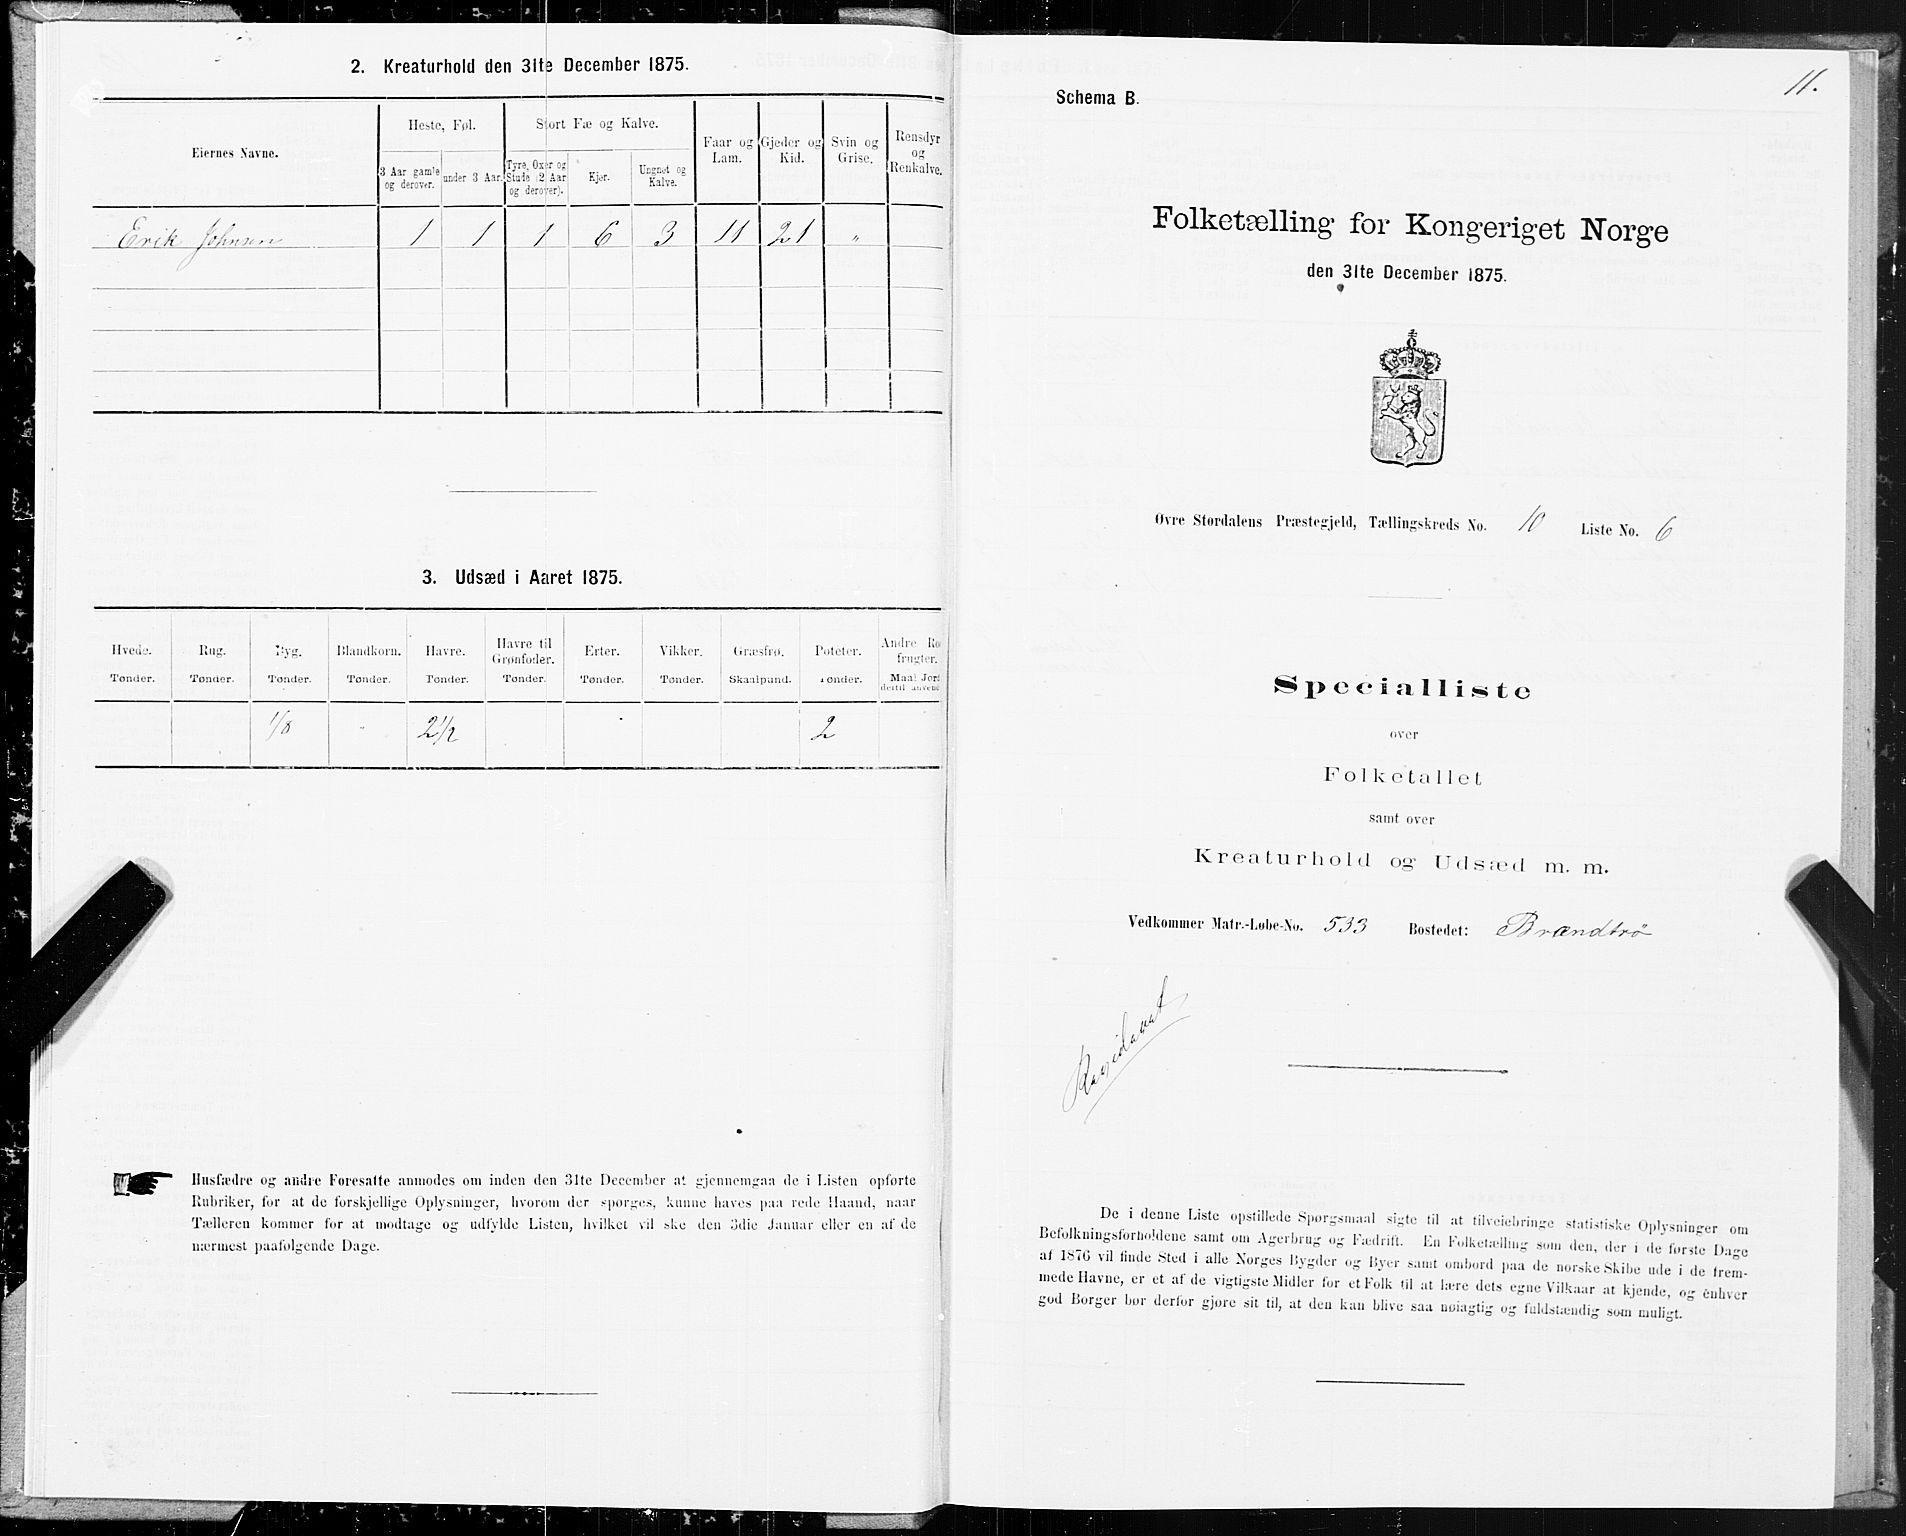 2. Kreaturhold den 31te December 1875.
Eiernes Navne.
Heste, Føl.
Stort Fæ og Kalve.
Faar og Lam.
Gjeder og Kid.
Svin og Grise.
Rensdyr og Renkalve.
3 Aar gamle og derover.
under 3 Aar.
Tyre, Oxer og Stude (2 Aar og derover).
Kjør.
Ungnøt og Kalve.
Erik Johnsen 1 1 1 6 3 11 21 "
3. Udsæd i Aaret 1875.
Hvede. Rug. Byg. Blandkorn. Havre. Havre til Grønfoder. Erter. Vikker. Græsfrø. Poteter. Andre Ro frugter.
Tønder. Tønder. Tønder. Tønder. Tønder. Tønder. Tønder. Tønder. Skaalpund. Tønder. Maal Jord dertil anvendt
1/8 " 2 1/2 2
Husfædre og andre Foresatte anmodes om inden den 31te December at gjennemgaa de i Listen opførte
Rubriker, for at de forskjellige Oplysninger, hvorom der spørges, kunne haves paa rede Haand, naar
Tælleren kommer for at modtage og udfylde Listen, hvilket vil ske den 3die Januar eller en af de
nærmest paafølgende Dage.
11.
Schema B.
Folketælling for Kongeriget Norge
den 31te December 1875.
Øvre Størdalens Præstegjeld, Tællingskreds No. 10 Liste No. 6
Specialliste
over
Folketallet
samt over
Kreaturhold og Udsæd m. m.
Vedkommer Matr.-Løbe-No. 533 Bostedet: Brændtrø
De i denne Liste opstillede Spørgsmaal sigte til at tilveiebringe statistiske Oplysninger om
Befolkningsforholdene samt om Agerbrug og Fædrift. En Folketælling som den, der i de første Dage
af 1876 vil finde Sted i alle Norges Bygder og Byer samt ombord paa de norske Skibe ude i de frem-
mede Havne, er et af de vigtigste Midler for et Folk til at lære dets egne Vilkaar at kjende, og enhver
god Borger bør derfor gjøre sit til, at den kan blive saa nøiagtig og fuldstændig som muligt.